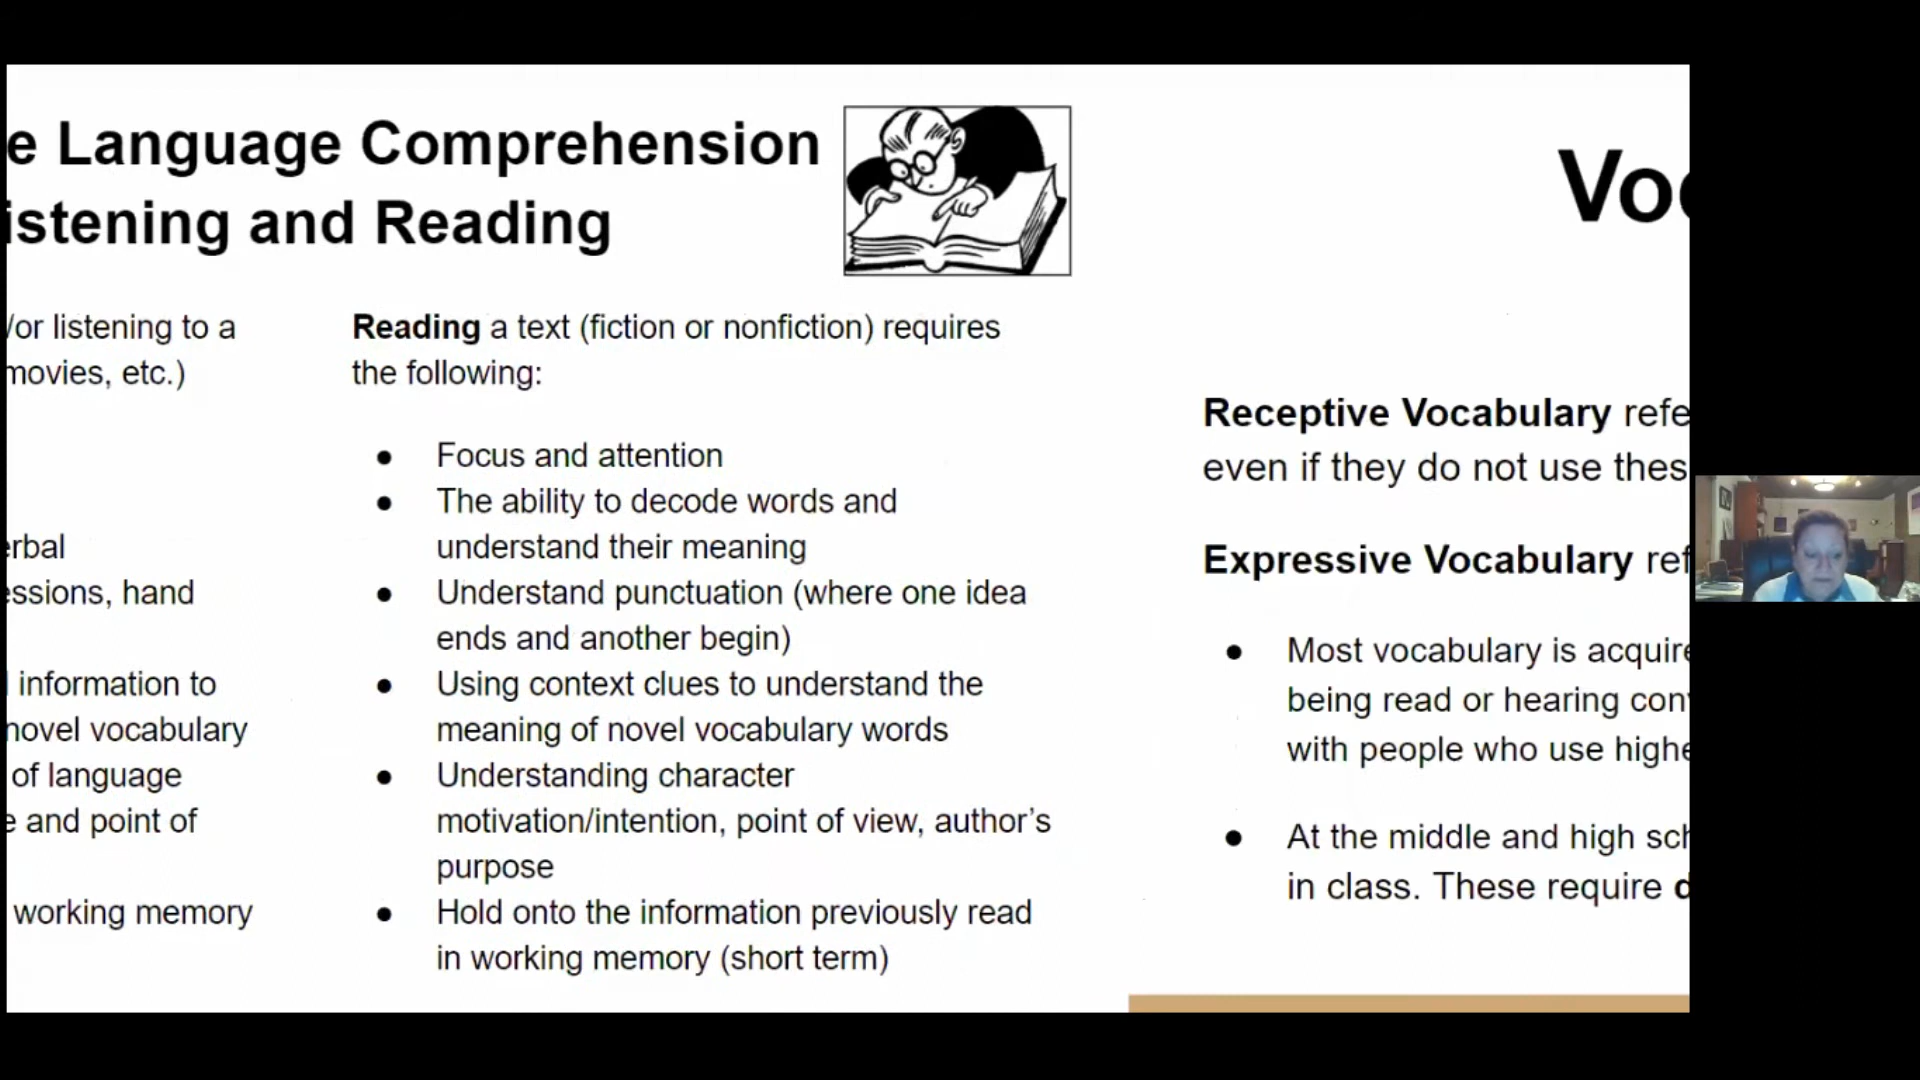 e Language Comprehension
istening and Reading
/or listening to a
movies, etc.)
erbal
essions, hand
information to
novel vocabulary
of language
e and point of
working memory
Reading a text (fiction or nonfiction) requires
the following:
● Focus and attention
● The ability to decode words and
understand their meaning
● Understand punctuation (where one idea
ends and another begin)
● Using context clues to understand the
meaning of novel vocabulary words
● Understanding character
motivation/intention, point of view, author's
purpose
● Hold onto the information previously read
in working memory (short term)
Voc
Receptive Vocabulary refe
even if they do not use thes
Expressive Vocabulary ref
● Most vocabulary is acquire
being read or hearing con
with people who use highe
● At the middle and high sch
in class. These require d